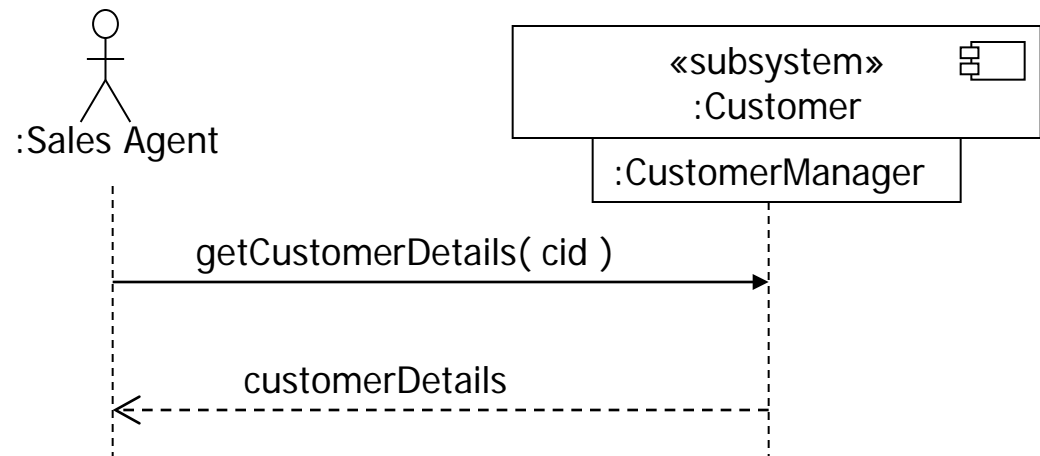 «subsystem»
:Customer
:Sales Agent
:CustomerManager
getCustomerDetails( cid )
customerDetails